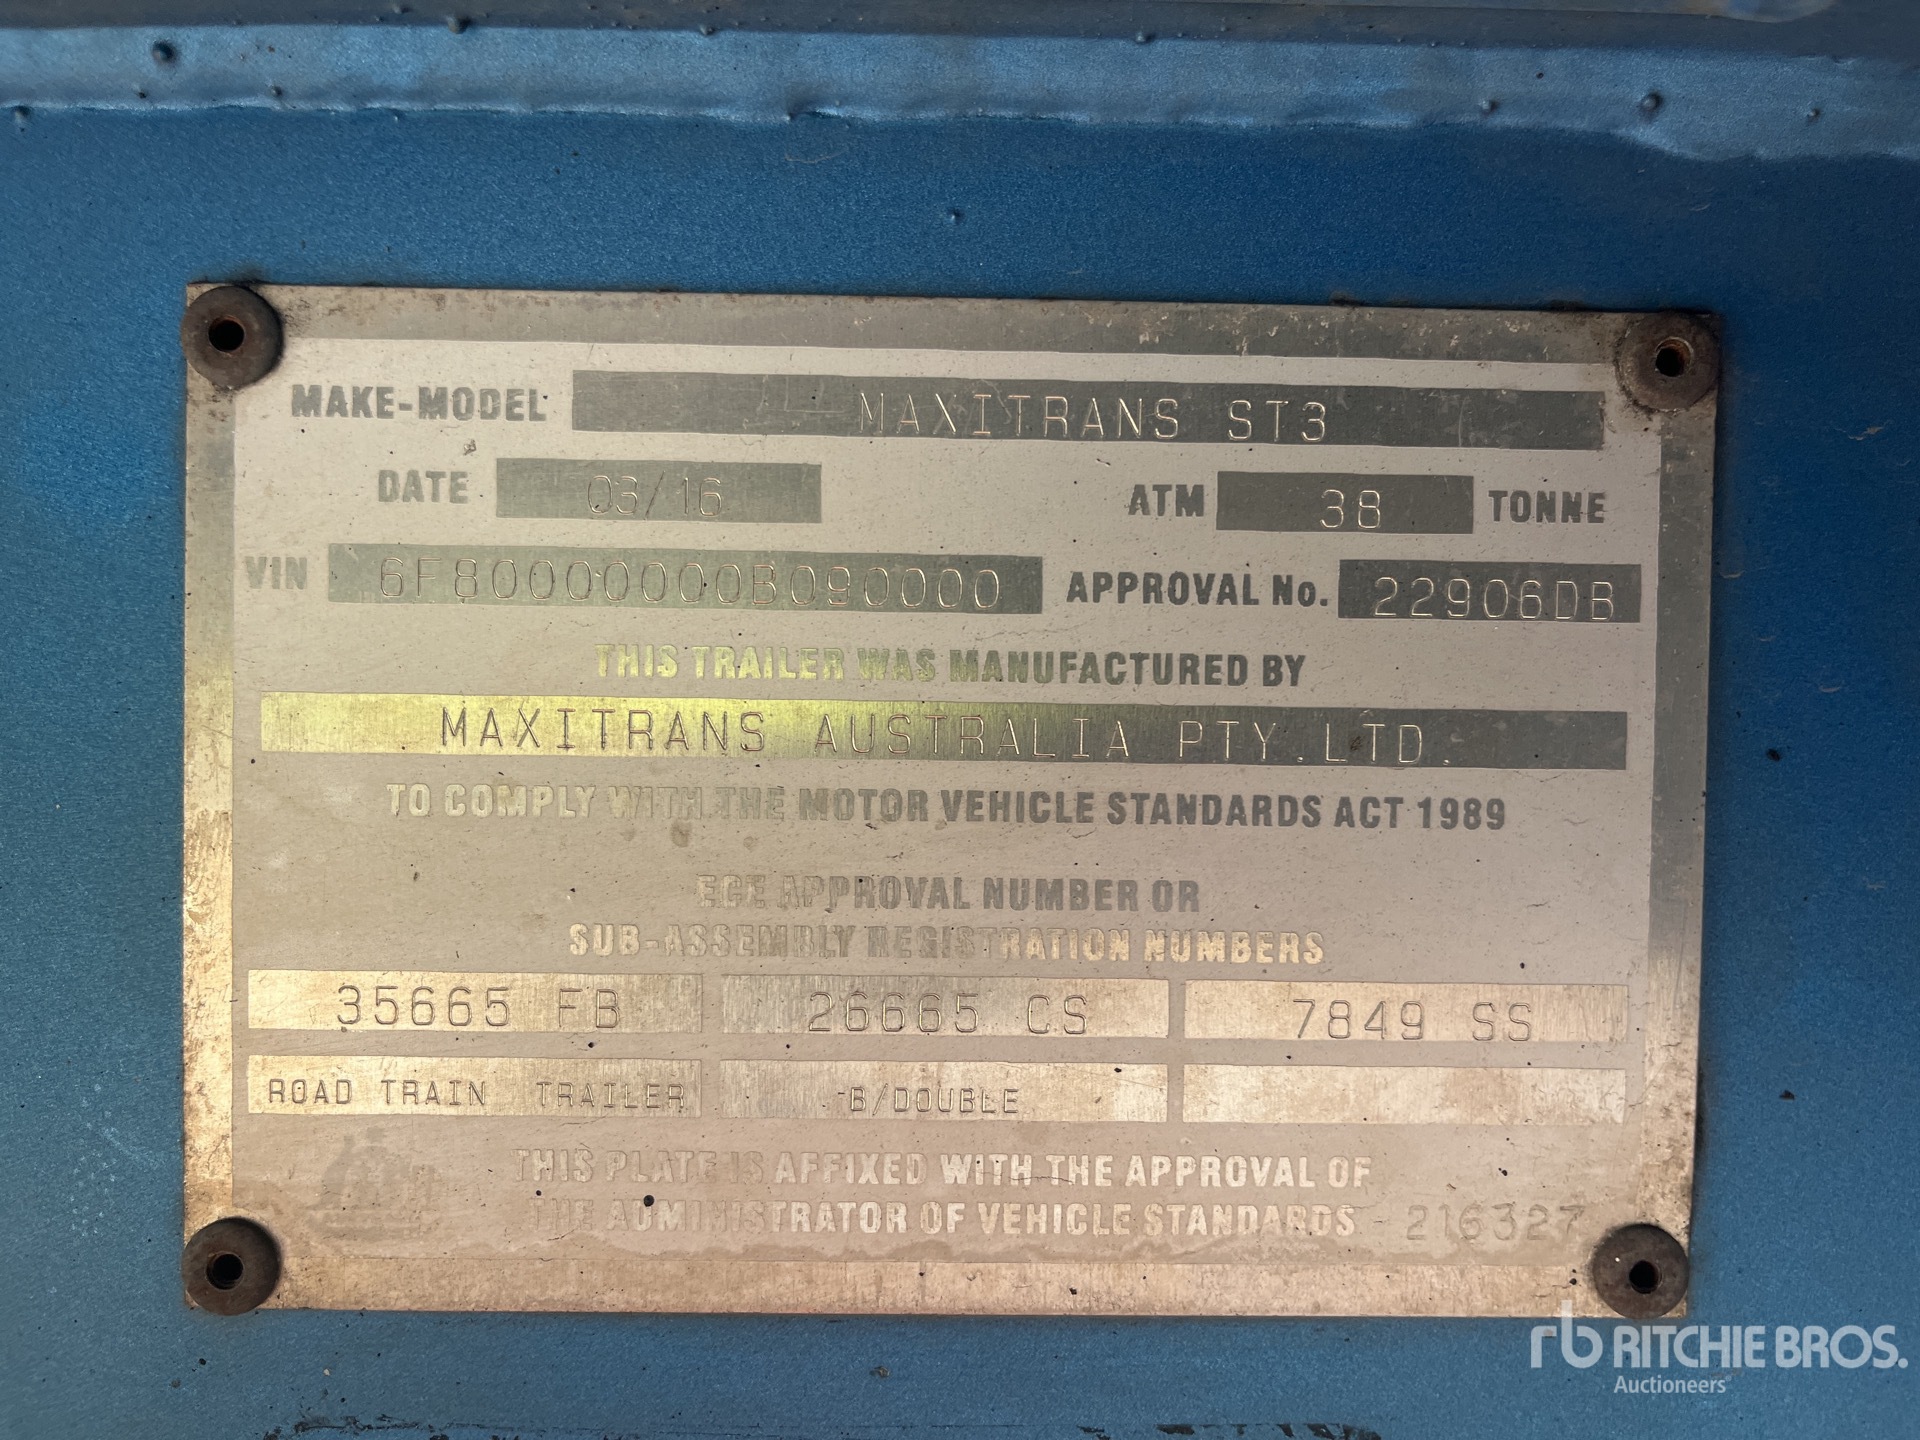 MAKE-MODEL MAXITRANS ST3
DATE 03/16 ATM 38 TONNE
VIN 6F80000000B090000 APPROVAL No. 22906DB
THIS TRAILER WAS MANUFACTURED BY
MAXITRANS AUSTRALIA PTY.LTD.
TO COMPLY WITH THE MOTOR VEHICLE STANDARDS ACT 1989
ECE APPROVAL NUMBER OR
SUB-ASSEMBLY REGISTRATION NUMBERS
35665 FB 26665 CS 7849 SS
ROAD TRAIN TRAILER B/DOUBLE
THIS PLATE IS AFFIXED WITH THE APPROVAL OF
THE ADMINISTRATOR OF VEHICLE STANDARDS 216327
rb RITCHIE BROS.
Auctioneers